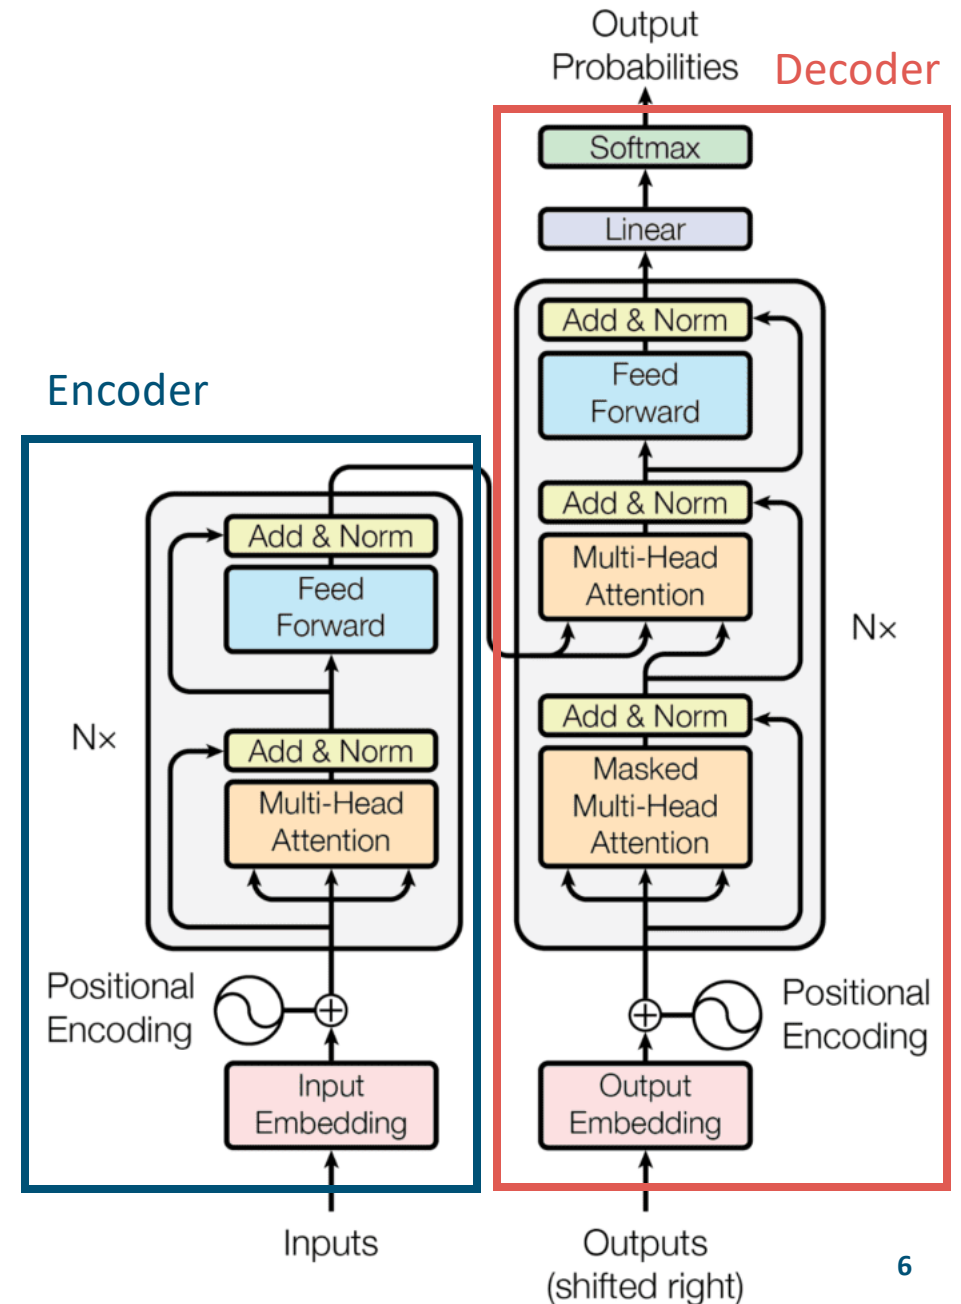 Output
Probabilities
Decoder
Softmax
Linear
Add & Norm
Feed
Forward
Add & Norm
Multi-Head
Attention
Nx
Add & Norm
Masked
Multi-Head
Attention
Positional
Encoding
Output
Embedding
Outputs
(shifted right)
Encoder
Add & Norm
Feed
Forward
Nx
Add & Norm
Multi-Head
Attention
Positional
Encoding
Input
Embedding
Inputs
6